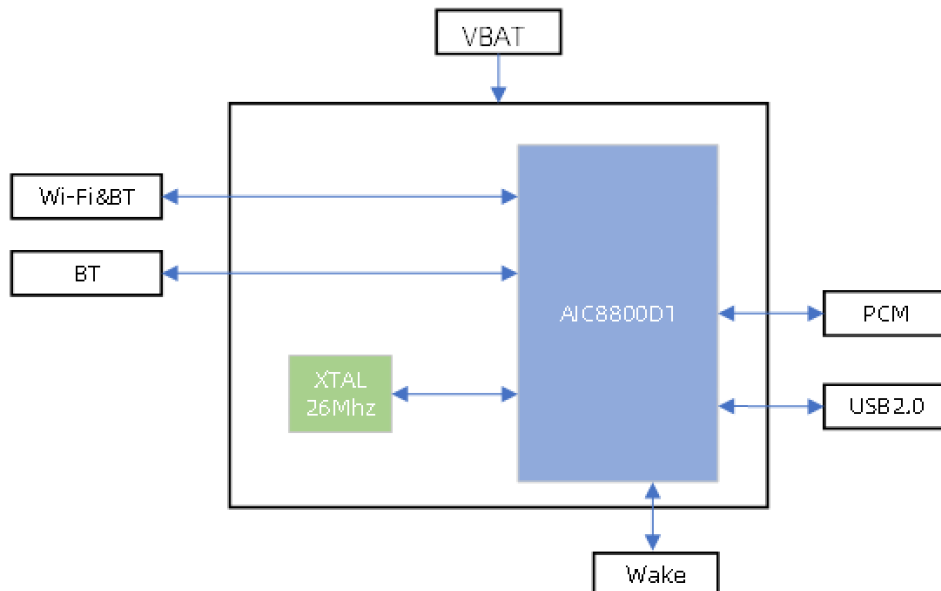 VBAT
Wi-Fi&BT
BT
AIC8800D1
PCM
XTAL
26Mhz
USB2.0
Wake